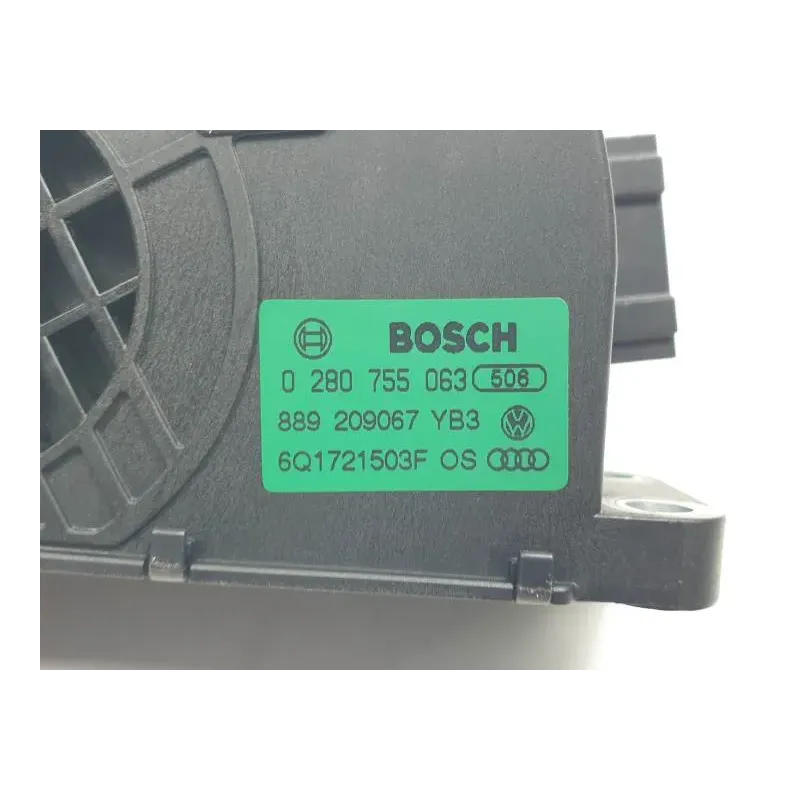 BOSCH
0 280 755 063 506
889 209067 YB3
6Q1721503F OS